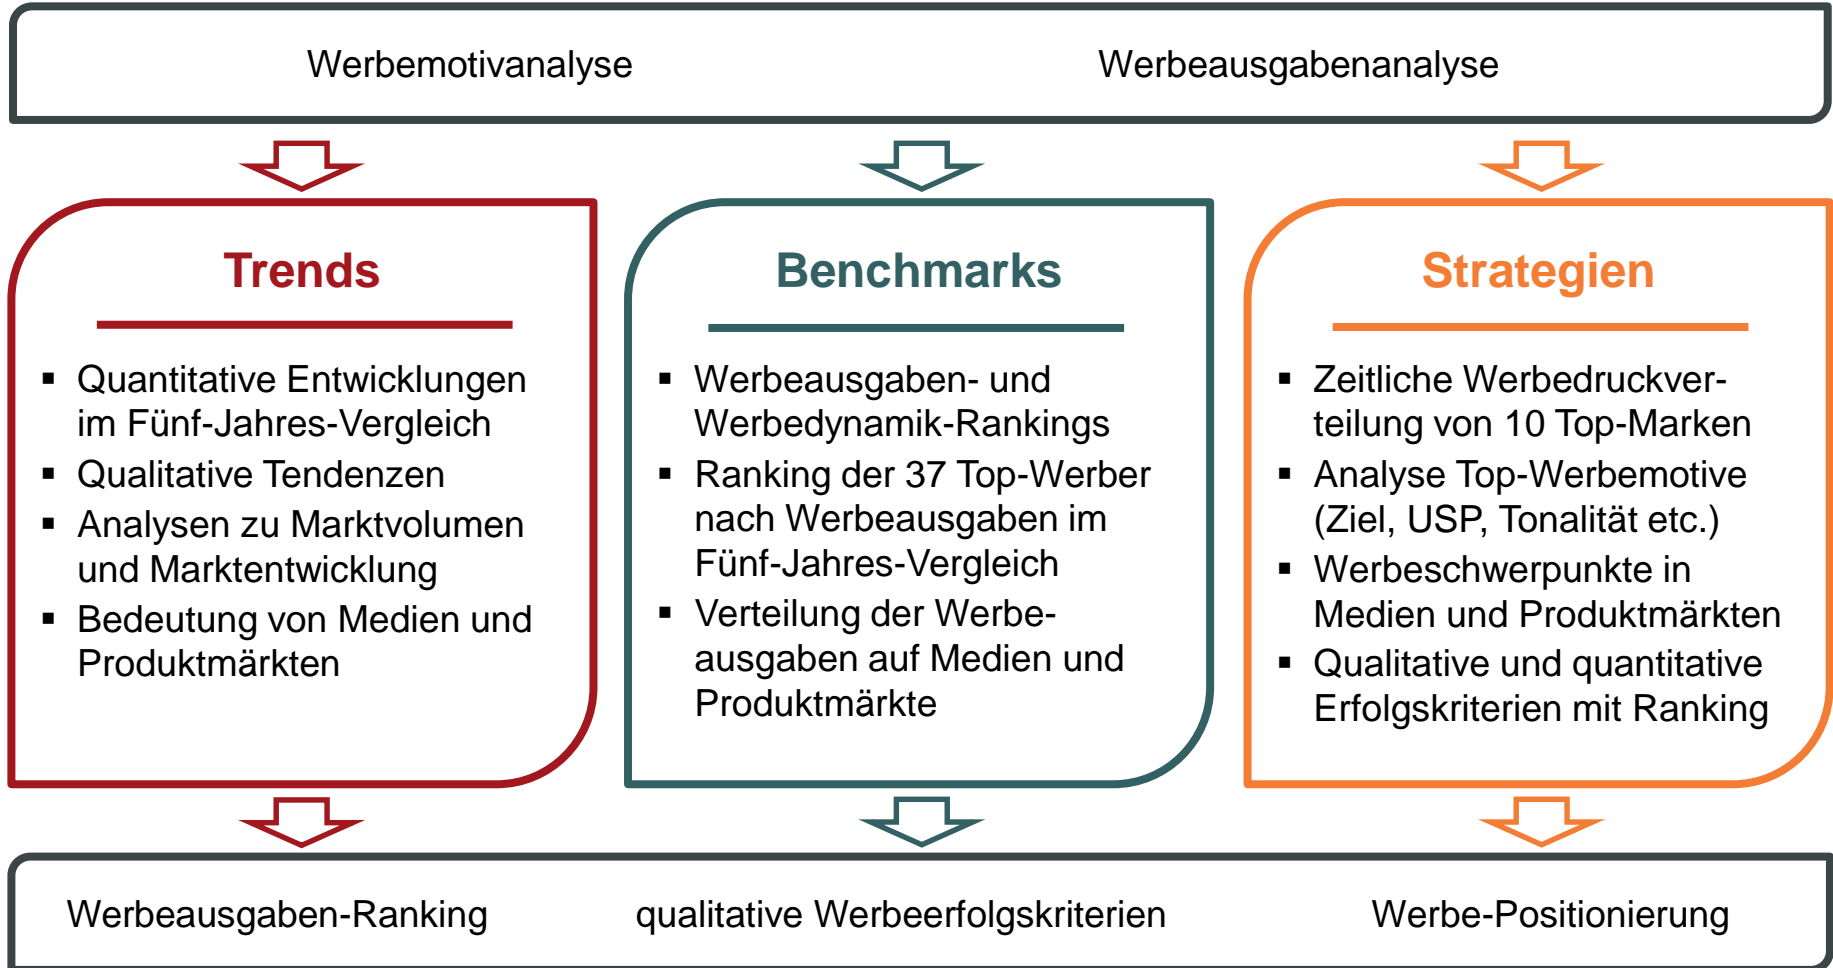 Werbemotivanalyse
Werbeausgabenanalyse
Trends
▪ Quantitative Entwicklungen
im Fünf-Jahres-Vergleich
▪ Qualitative Tendenzen
▪ Analysen zu Marktvolumen
und Marktentwicklung
▪ Bedeutung von Medien und
Produktmärkten
Benchmarks
▪ Werbeausgaben- und
Werbedynamik-Rankings
▪ Ranking der 37 Top-Werber
nach Werbeausgaben im
Fünf-Jahres-Vergleich
▪ Verteilung der Werbe-
ausgaben auf Medien und
Produktmärkte
Strategien
▪ Zeitliche Werbedruckver-
teilung von 10 Top-Marken
▪ Analyse Top-Werbemotive
(Ziel, USP, Tonalität etc.)
▪ Werbeschwerpunkte in
Medien und Produktmärkten
▪ Qualitative und quantitative
Erfolgskriterien mit Ranking
Werbeausgaben-Ranking
qualitative Werbeerfolgskriterien
Werbe-Positionierung